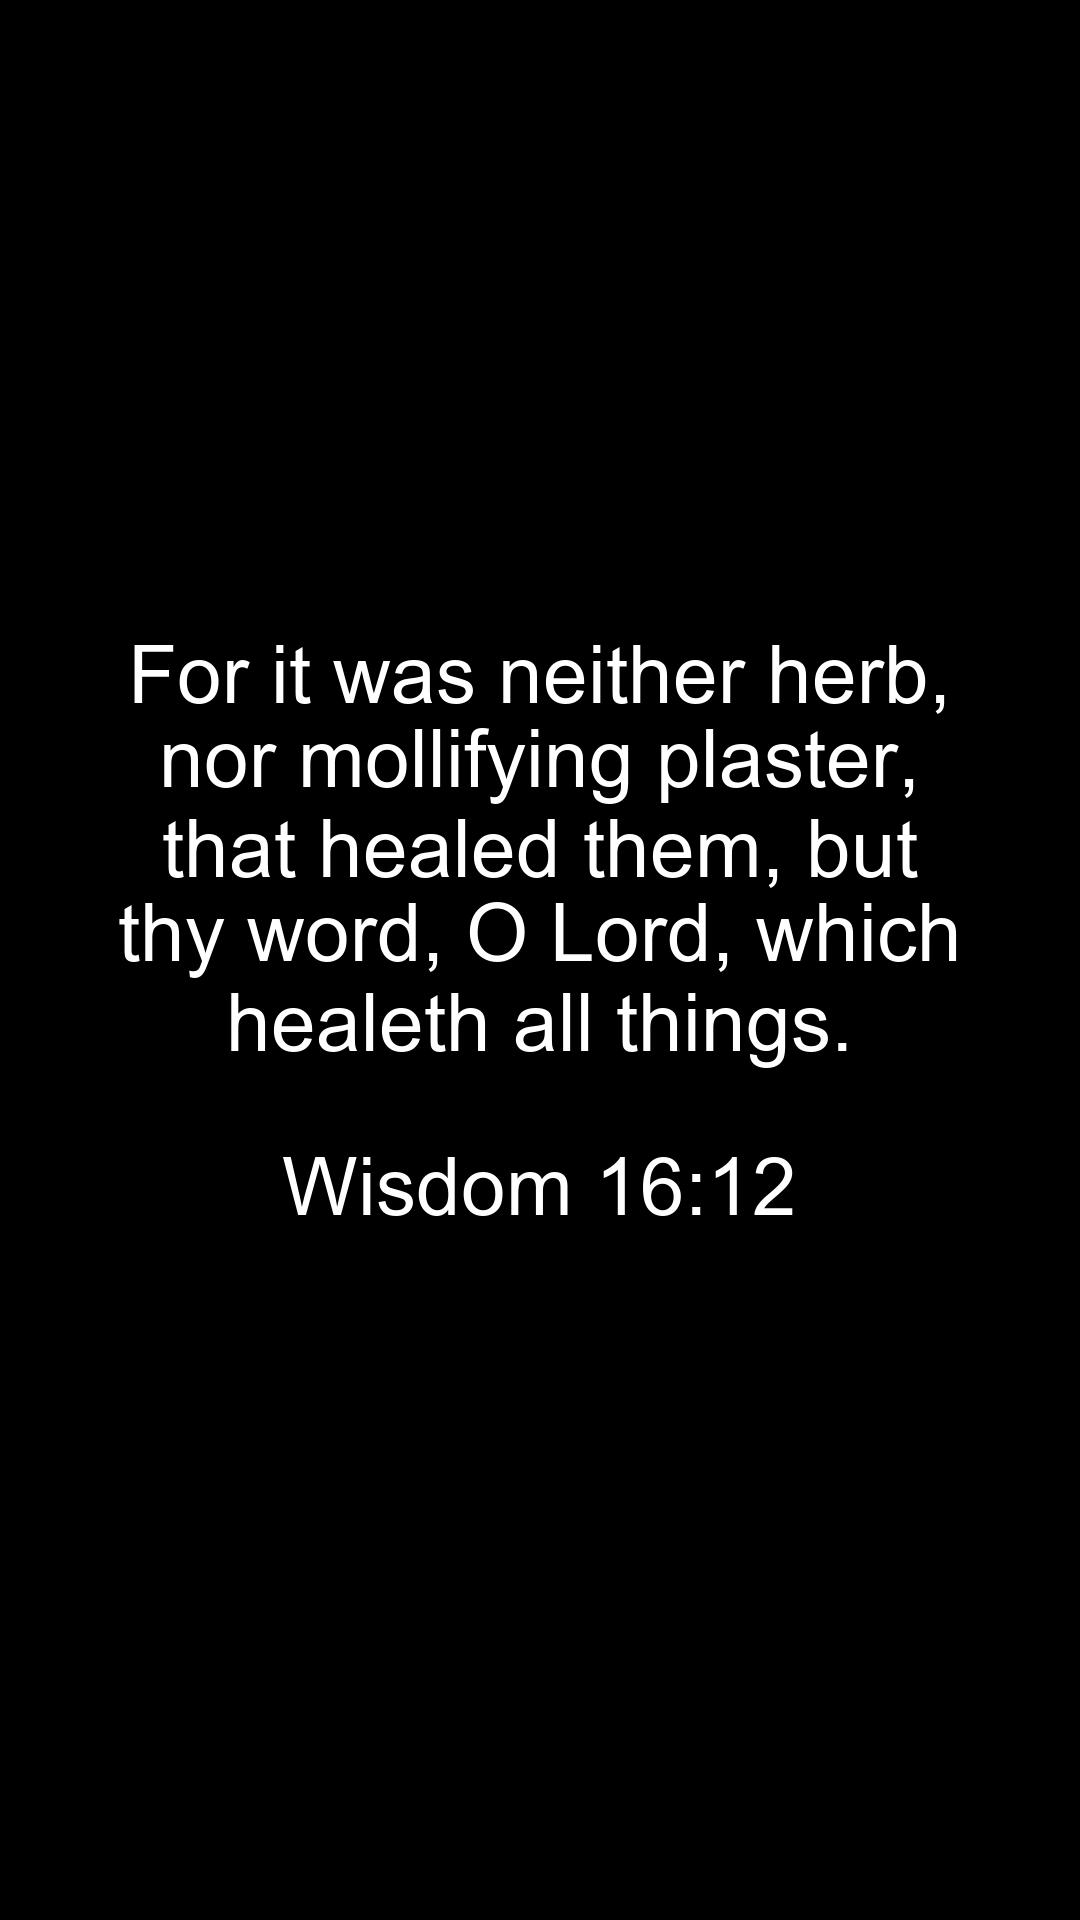 For it was neither herb,
nor mollifying plaster,
that healed them, but
thy word, O Lord, which
healeth all things.
Wisdom 16:12